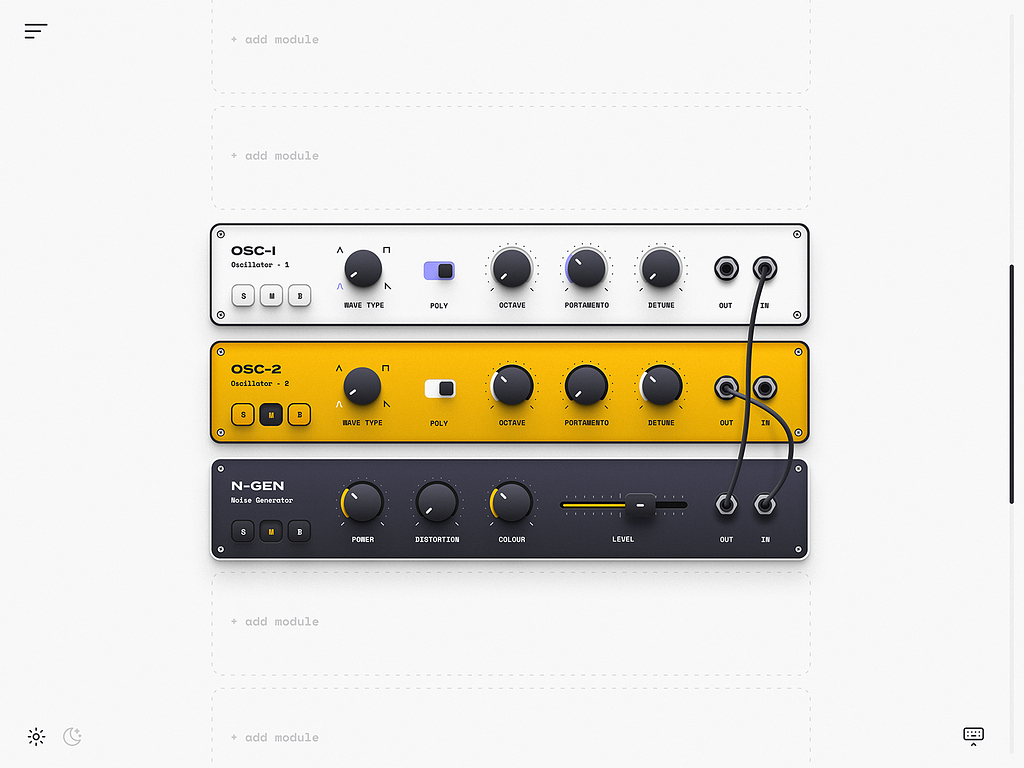 + add module
+ add module
OSC-1
Oscillator - 1
S M B
WAVE TYPE POLY OCTAVE PORTAMENTO DETUNE OUT IN
OSC-2
Oscillator - 2
S M B
WAVE TYPE POLY OCTAVE PORTAMENTO DETUNE OUT IN
N-GEN
Noise Generator
S M B
POWER DISTORTION COLOUR LEVEL OUT IN
+ add module
+ add module